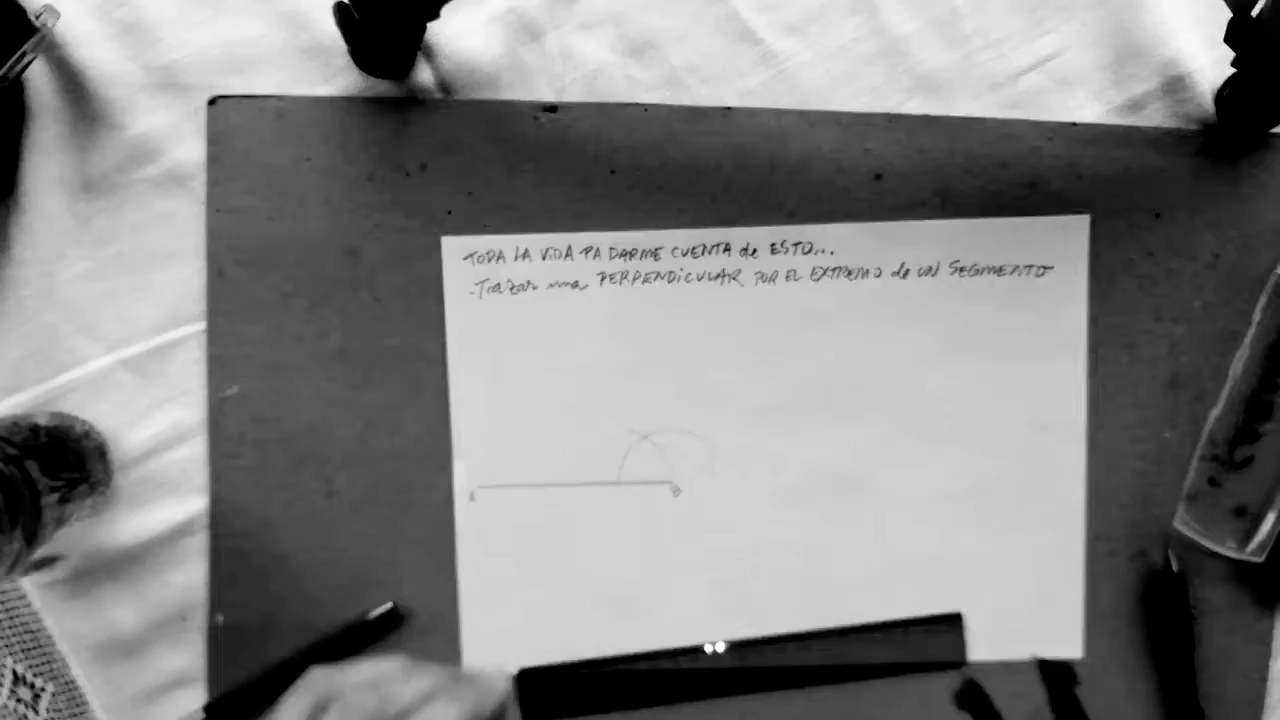 TODA LA ViDA PA DARME CUENTA de ESTO...
-Trazar una PERPENDiCULAR POR EL EXTREMO de un SEGMENTO